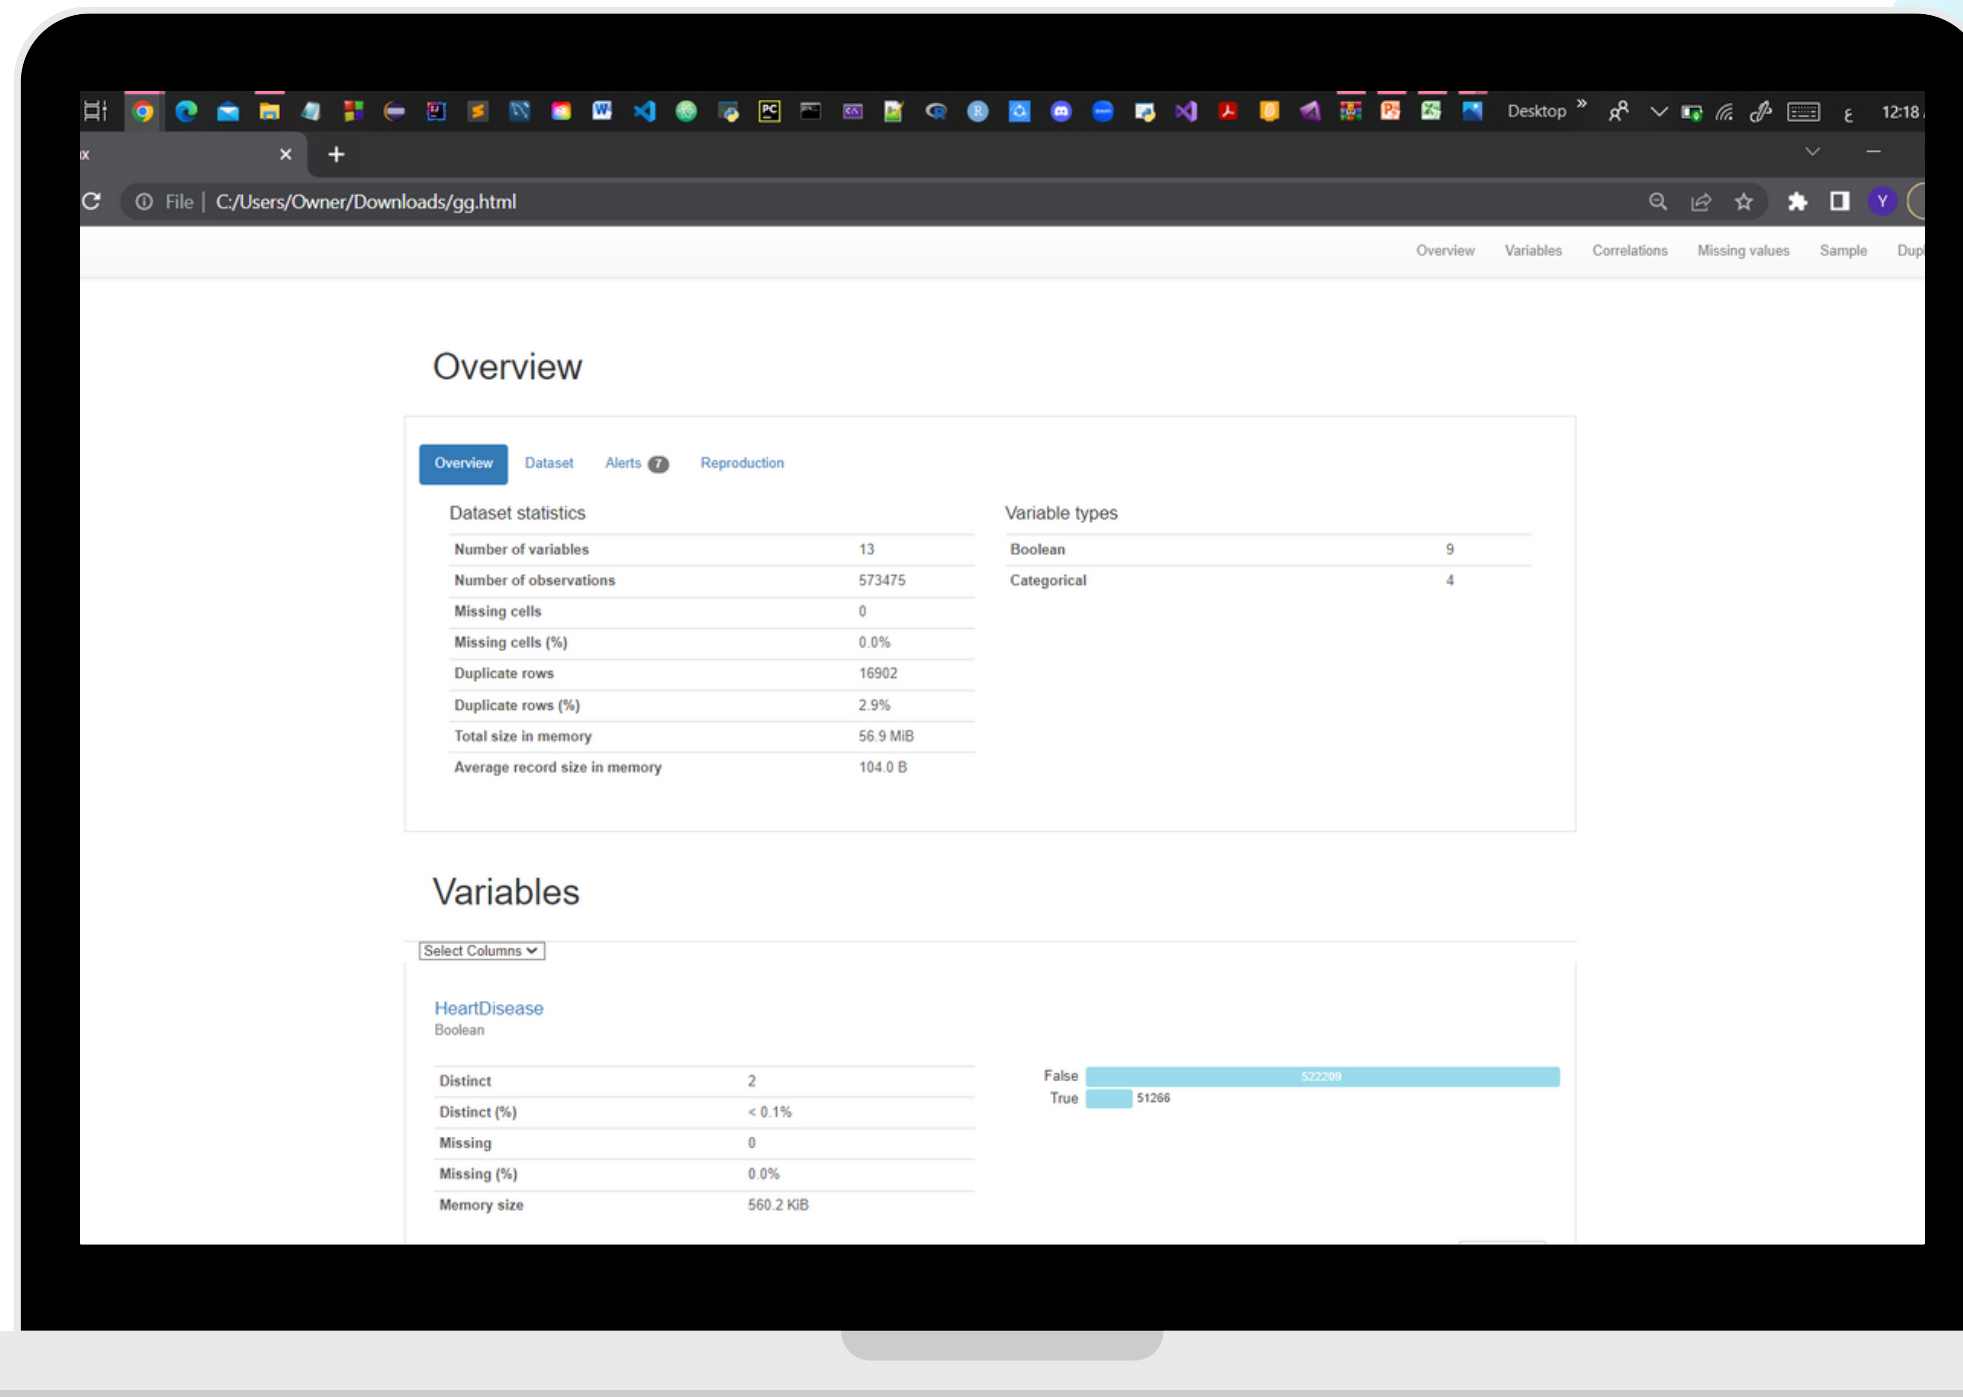 Desktop » ع 12:18
x
File | C:/Users/Owner/Downloads/gg.html
Y
Overview Variables Correlations Missing values Sample Dupl
Overview
Overview Dataset Alerts 7 Reproduction
Dataset statistics Variable types
Number of variables 13 Boolean 9
Number of observations 573475 Categorical 4
Missing cells 0
Missing cells (%) 0.0%
Duplicate rows 16902
Duplicate rows (%) 2.9%
Total size in memory 56.9 MiB
Average record size in memory 104.0 B
Variables
Select Columns
HeartDisease
Boolean
Distinct 2 False 522209
Distinct (%) < 0.1% True 51266
Missing 0
Missing (%) 0.0%
Memory size 560.2 KiB